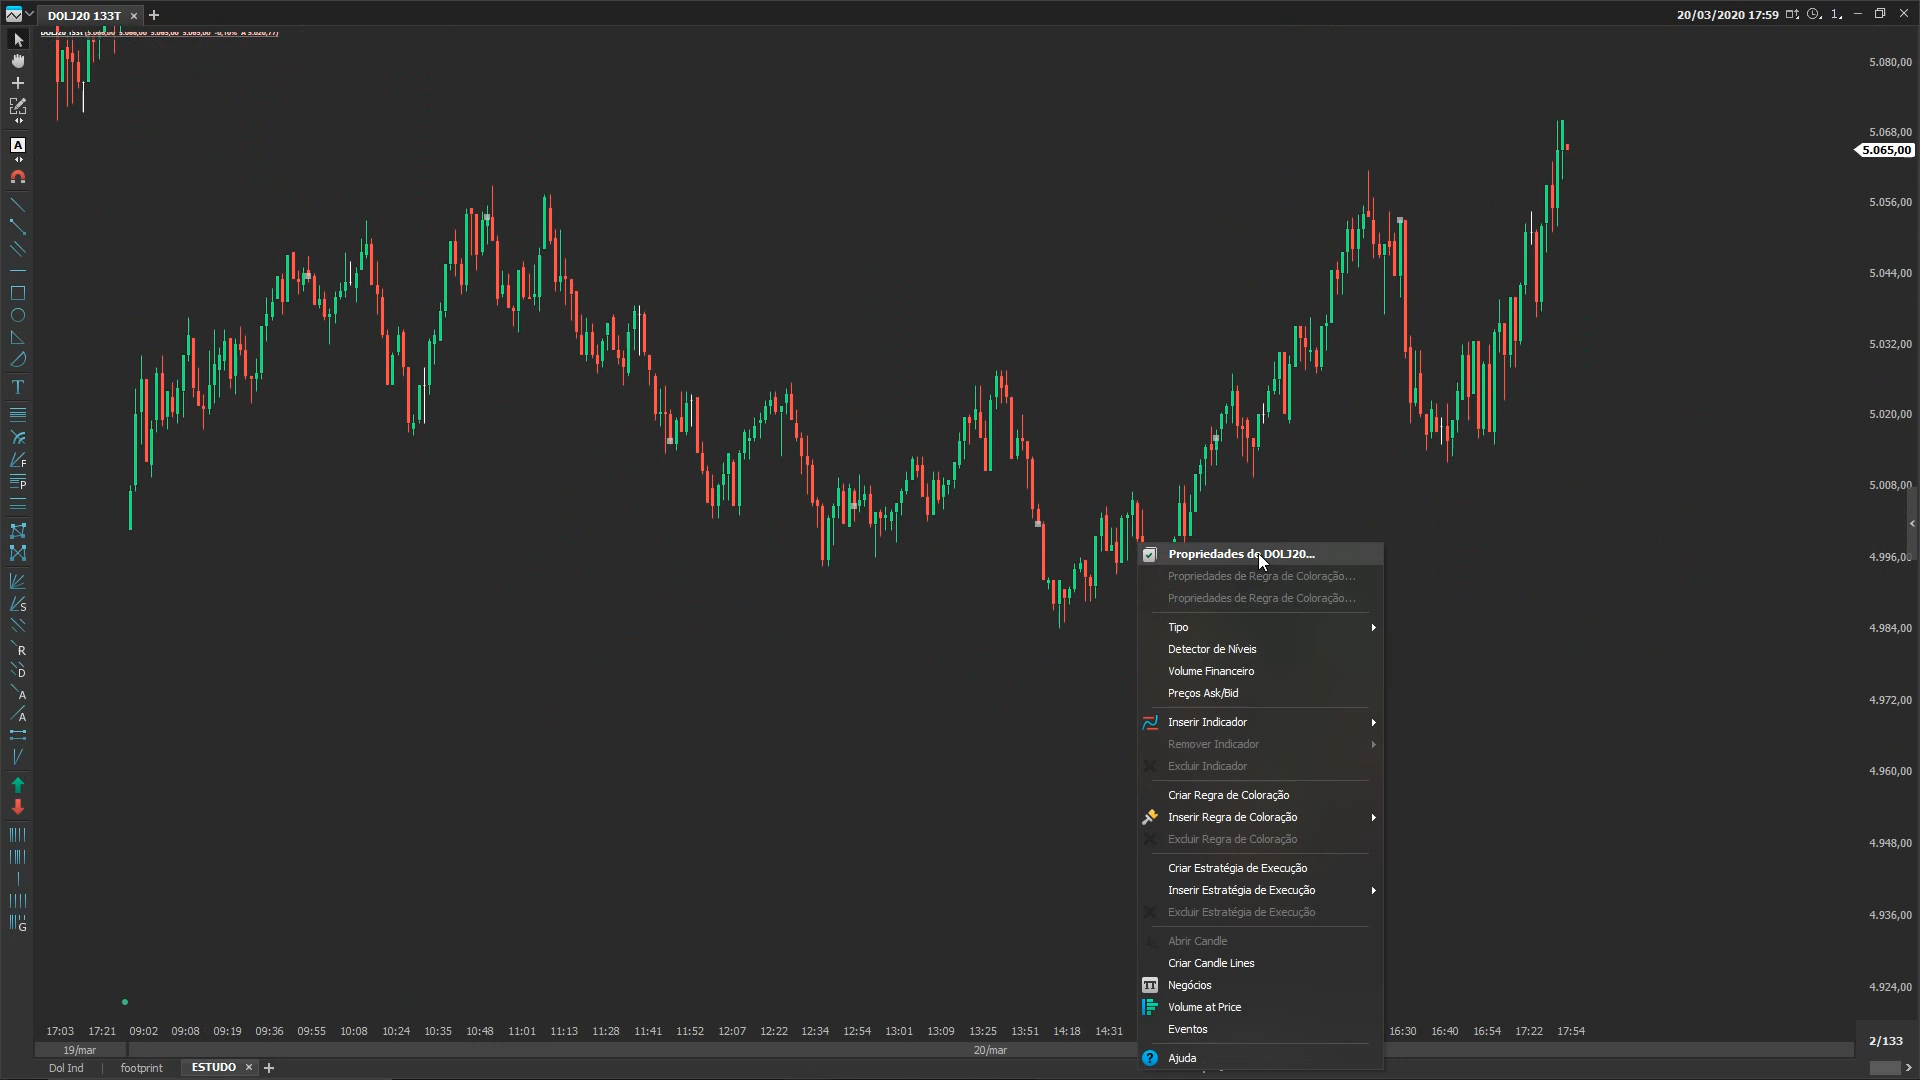 DOLJ20 133T
20/03/2020 17:59
1
5.080,00
5.068,00
5.065,00
5.056,00
5.044,00
5.032,00
5.020,00
5.008,00
4.996,00
4.984,00
4.972,00
4.960,00
4.948,00
4.936,00
4.924,00
A
T
F
P
S
R
D
A
A
G
Propriedades de DOLJ20...
Propriedades de Regra de Coloração...
Propriedades de Regra de Coloração...
Tipo
Detector de Níveis
Volume Financeiro
Preços Ask/Bid
Inserir Indicador
Remover Indicador
Excluir Indicador
Criar Regra de Coloração
Inserir Regra de Coloração
Excluir Regra de Coloração
Criar Estratégia de Execução
Inserir Estratégia de Execução
Excluir Estratégia de Execução
Abrir Candle
Criar Candle Lines
TT Negócios
Volume at Price
Eventos
? Ajuda
17:03 17:21 09:02 09:08 09:19 09:36 09:55 10:08 10:24 10:35 10:48 11:01 11:13 11:28 11:41 11:52 12:07 12:22 12:34 12:54 13:01 13:09 13:25 13:51 14:18 14:31 16:30 16:40 16:54 17:22 17:54
2/133
19/mar 20/mar
Dol Ind footprint ESTUDO